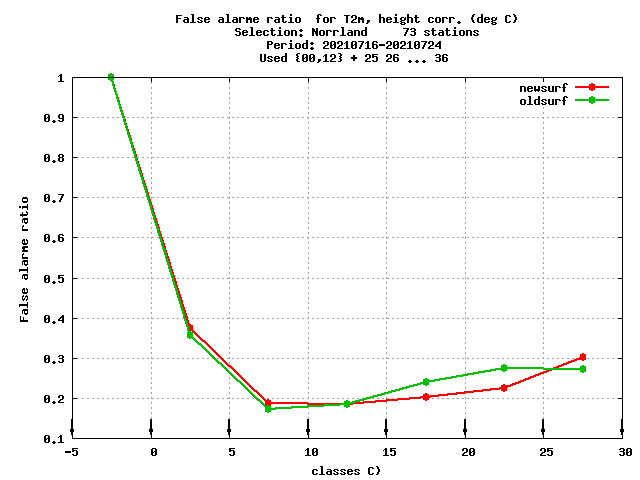 False alarme ratio  for T2m, height corr. (deg C)
Selection: Norrland     73 stations
Period: 20210716-20210724
Used {00,12} + 25 26 ... 36
newsurf
oldsurf
1
0.9
0.8
0.7
0.6
0.5
0.4
0.3
0.2
0.1
False alarme ratio
-5 0 5 10 15 20 25 30
classes C)